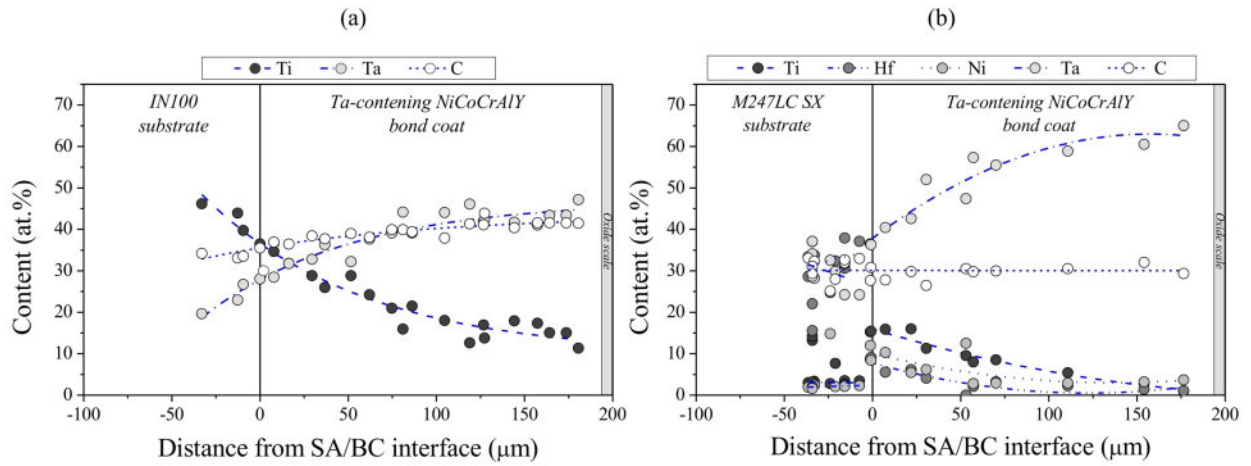 (a)
Ti Ta C
IN100
substrate
Ta-contening NiCoCrAlY
bond coat
Oxide scale
Content (at.%)
70
60
50
40
30
20
10
0
-100 -50 0 50 100 150 200
Distance from SA/BC interface (μm)
(b)
Ti Hf Ni Ta C
M247LC SX
substrate
Ta-contening NiCoCrAlY
bond coat
Oxide scale
Content (at.%)
70
60
50
40
30
20
10
0
-100 -50 0 50 100 150 200
Distance from SA/BC interface (μm)